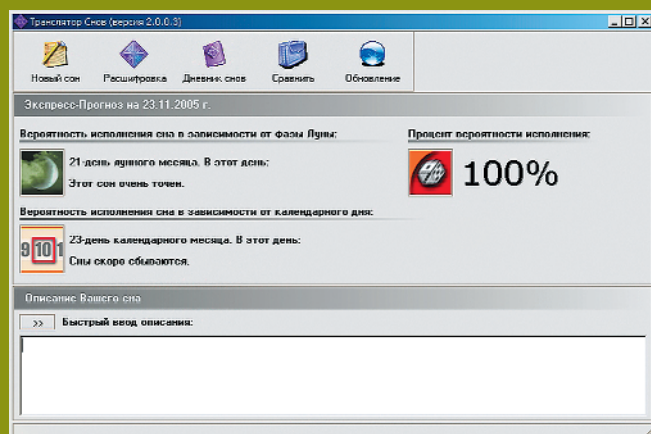 Транслятор Снов (версия 2.0.0.3)
Новый сон Расшифровка Дневник снов Сравнить Обновление
Экспресс-Прогноз на 23.11.2005 г.
Вероятность исполнения сна в зависимости от фазы Луны:
Процент вероятности исполнения:
21-день лунного месяца. В этот день:
Этот сон очень точен.
100%
Вероятность исполнения сна в зависимости от календарного дня:
9 10 1
23-день календарного месяца. В этот день:
Сны скоро сбываются.
Описание Вашего сна
>> Быстрый ввод описания: